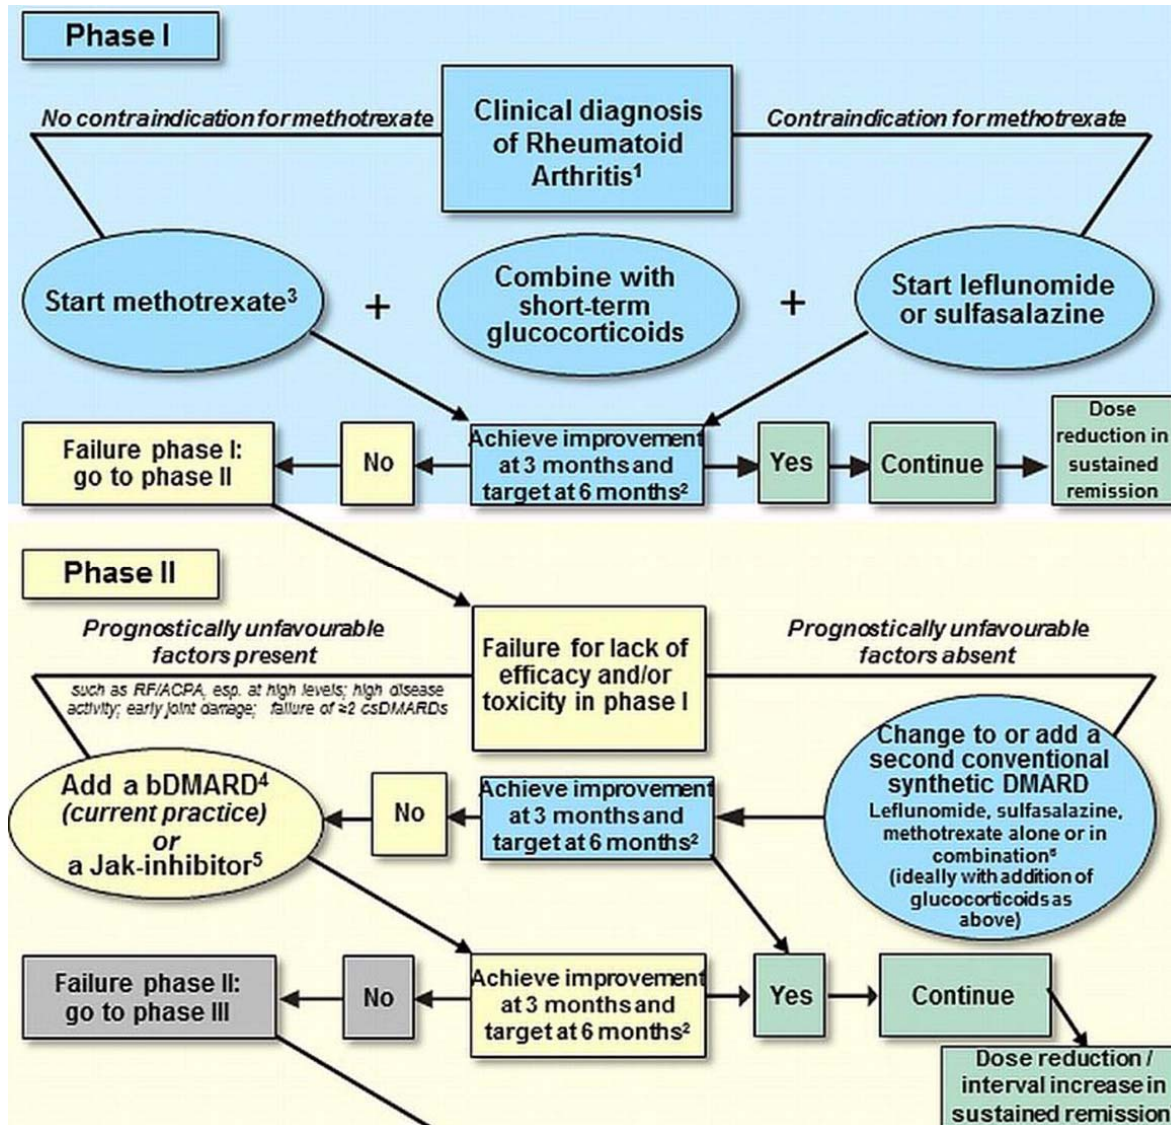 Phase I
No contraindication for methotrexate
Clinical diagnosis
of Rheumatoid
Arthritis¹
Contraindication for methotrexate
Start methotrexate³
+
Combine with
short-term
glucocorticoids
+
Start leflunomide
or sulfasalazine
Failure phase I:
go to phase II
No
Achieve improvement
at 3 months and
target at 6 months²
Yes
Continue
Dose
reduction in
sustained
remission
Phase II
Prognostically unfavourable
factors present
such as RF/ACPA, esp. at high levels; high disease
activity; early joint damage; failure of ≥2 csDMARDs
Failure for lack of
efficacy and/or
toxicity in phase I
Prognostically unfavourable
factors absent
Add a bDMARD⁴
(current practice)
or
a Jak-inhibitor⁵
No
Achieve improvement
at 3 months and
target at 6 months²
Change to or add a
second conventional
synthetic DMARD
Leflunomide, sulfasalazine,
methotrexate alone or in
combination⁶
(ideally with addition of
glucocorticoids as
above)
Failure phase II:
go to phase III
No
Achieve improvement
at 3 months and
target at 6 months²
Yes
Continue
Dose reduction /
interval increase in
sustained remission